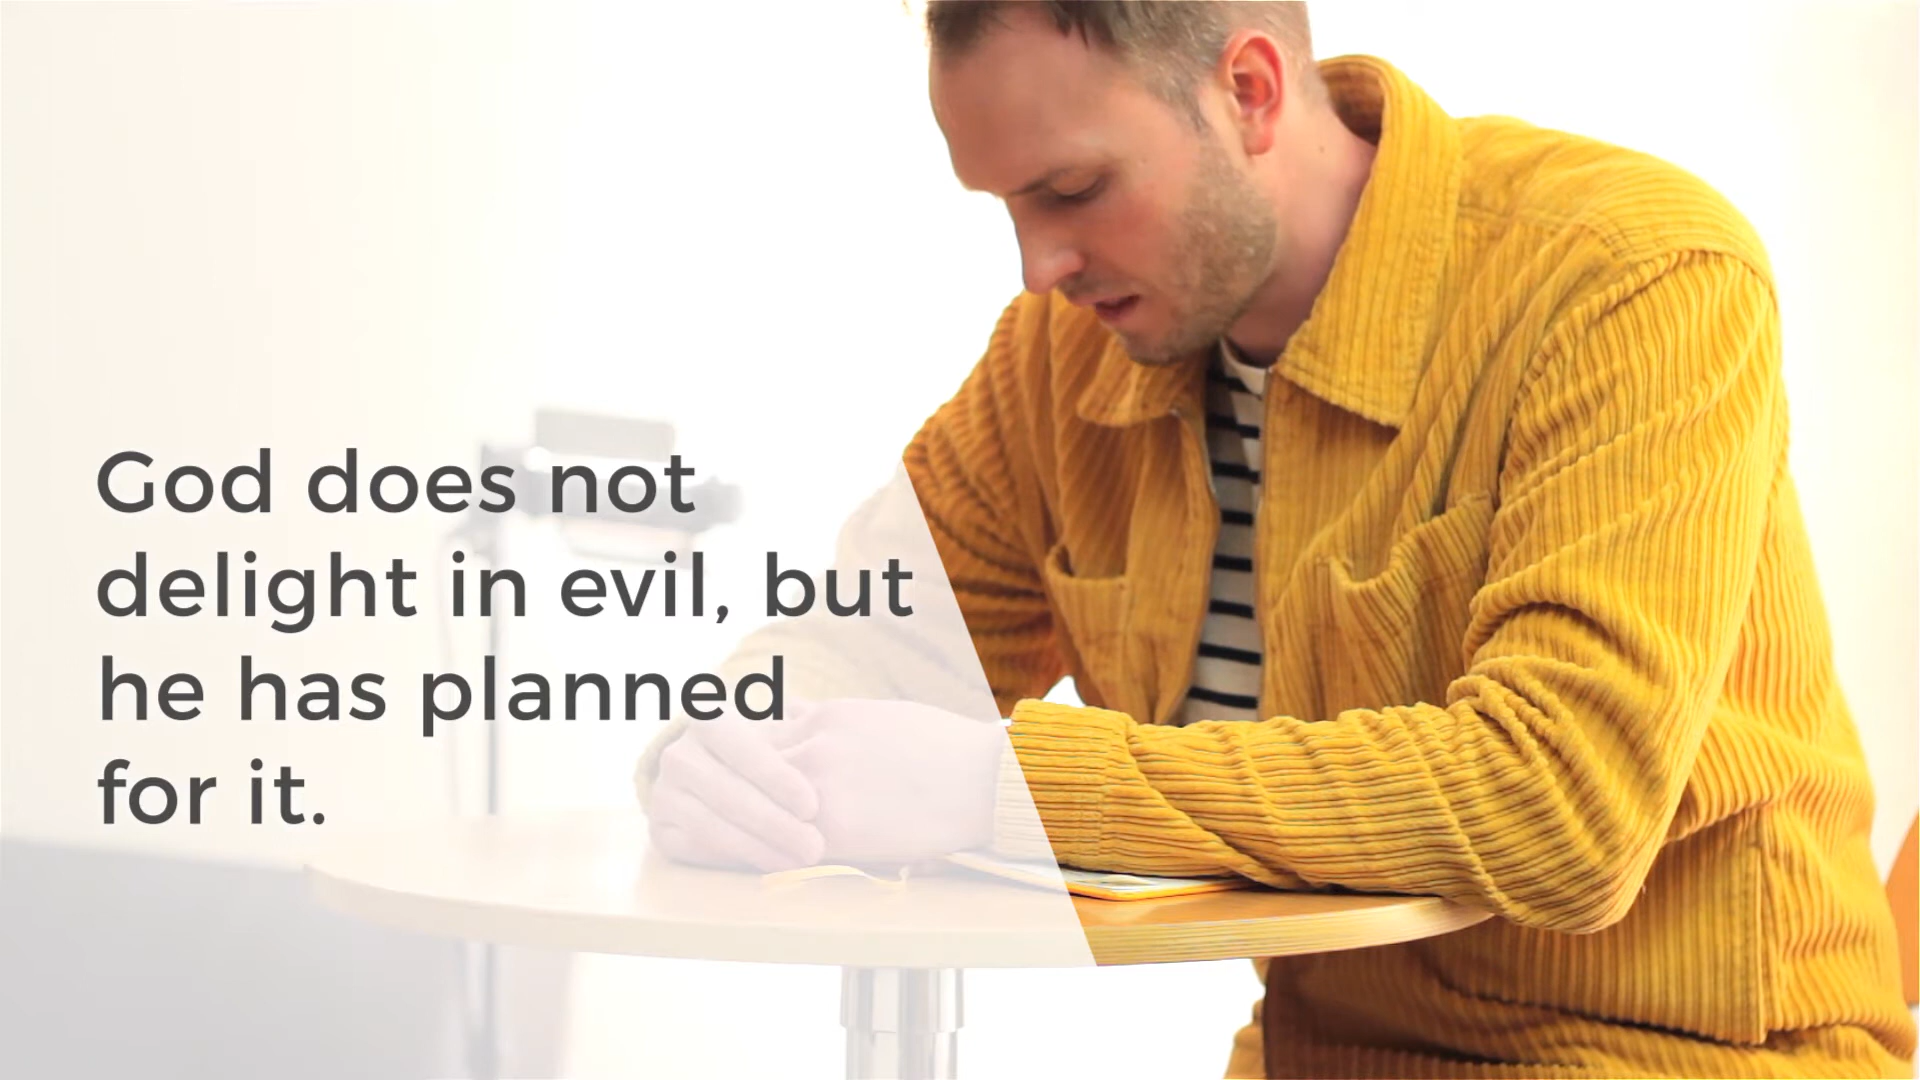 God does not
delight in evil, but
he has planned
for it.